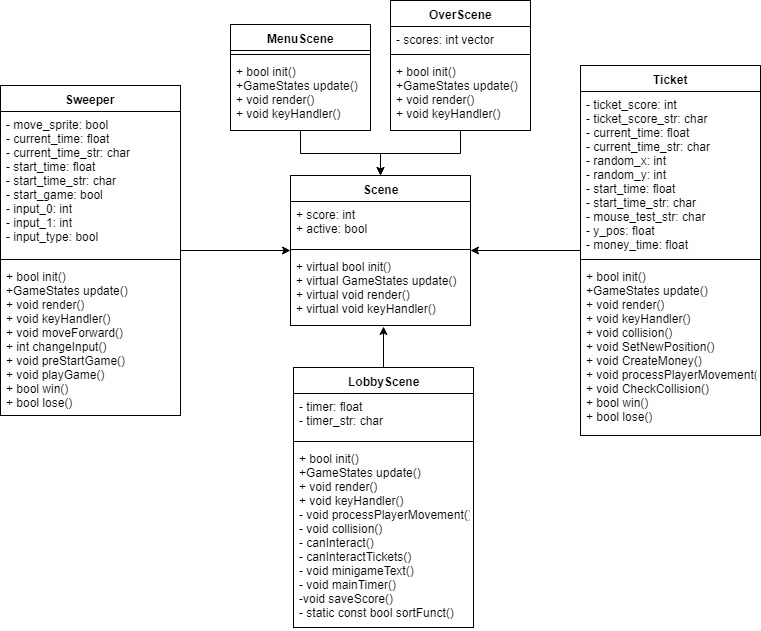 MenuScene
+ bool init()
+GameStates update()
+ void render()
+ void keyHandler()
OverScene
- scores: int vector
+ bool init()
+GameStates update()
+ void render()
+ void keyHandler()
Sweeper
- move_sprite: bool
- current_time: float
- current_time_str: char
- start_time: float
- start_time_str: char
- start_game: bool
- input_0: int
- input_1: int
- input_type: bool
+ bool init()
+GameStates update()
+ void render()
+ void keyHandler()
+ void moveForward()
+ int changeInput()
+ void preStartGame()
+ void playGame()
+ bool win()
+ bool lose()
Scene
+ score: int
+ active: bool
+ virtual bool init()
+ virtual GameStates update()
+ virtual void render()
+ virtual void keyHandler()
Ticket
- ticket_score: int
- ticket_score_str: char
- current_time: float
- current_time_str: char
- random_x: int
- random_y: int
- start_time: float
- start_time_str: char
- mouse_test_str: char
- y_pos: float
- money_time: float
+ bool init()
+GameStates update()
+ void render()
+ void keyHandler()
+ void collision()
+ void SetNewPosition()
+ void CreateMoney()
+ void processPlayerMovement(
+ void CheckCollision()
+ bool win()
+ bool lose()
LobbyScene
- timer: float
- timer_str: char
+ bool init()
+GameStates update()
+ void render()
+ void keyHandler()
- void processPlayerMovement()
- void collision()
- canInteract()
- canInteractTickets()
- void minigameText()
- void mainTimer()
-void saveScore()
- static const bool sortFunct()